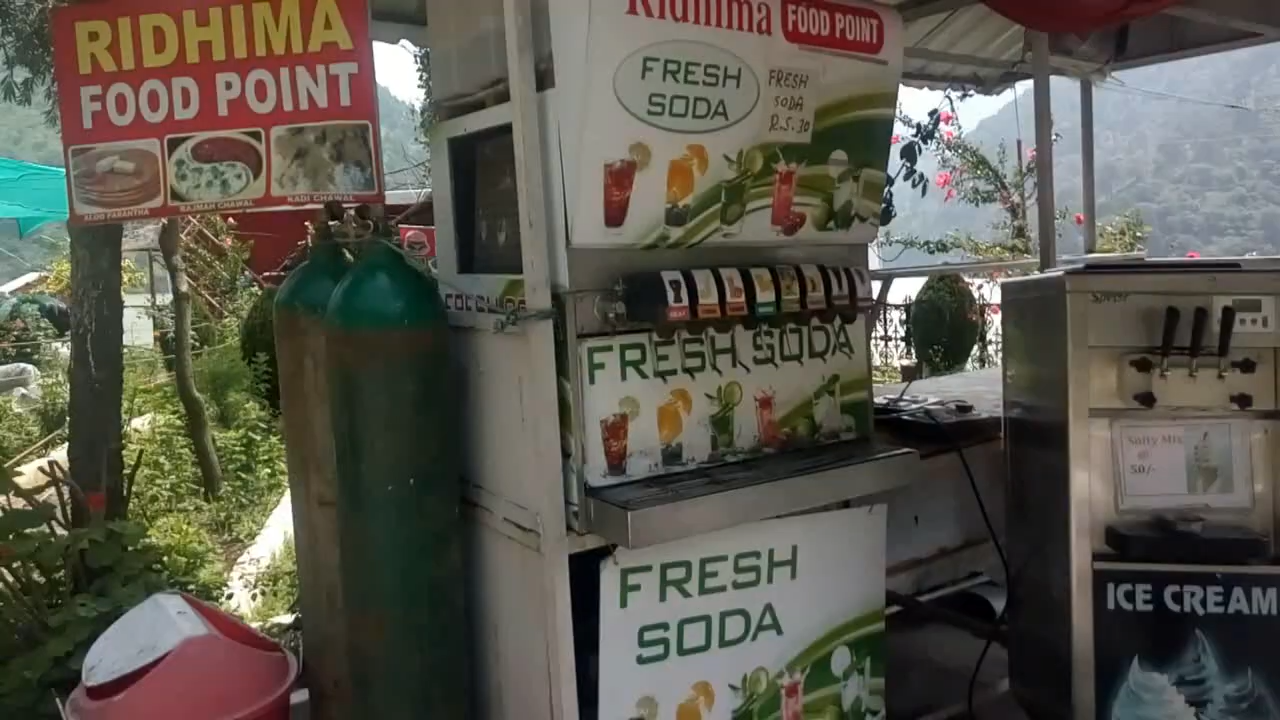 RIDHIMA
FOOD POINT
ALOO PARANTHA
RAJMAH CHAWAL
KADI CHAWAL
Ridhima FOOD POINT
FRESH
SODA
FRESH
SODA
R.S. 30
FRESH SODA
FRESH
SODA
Softy Mix
@
50/-
ICE CREAM